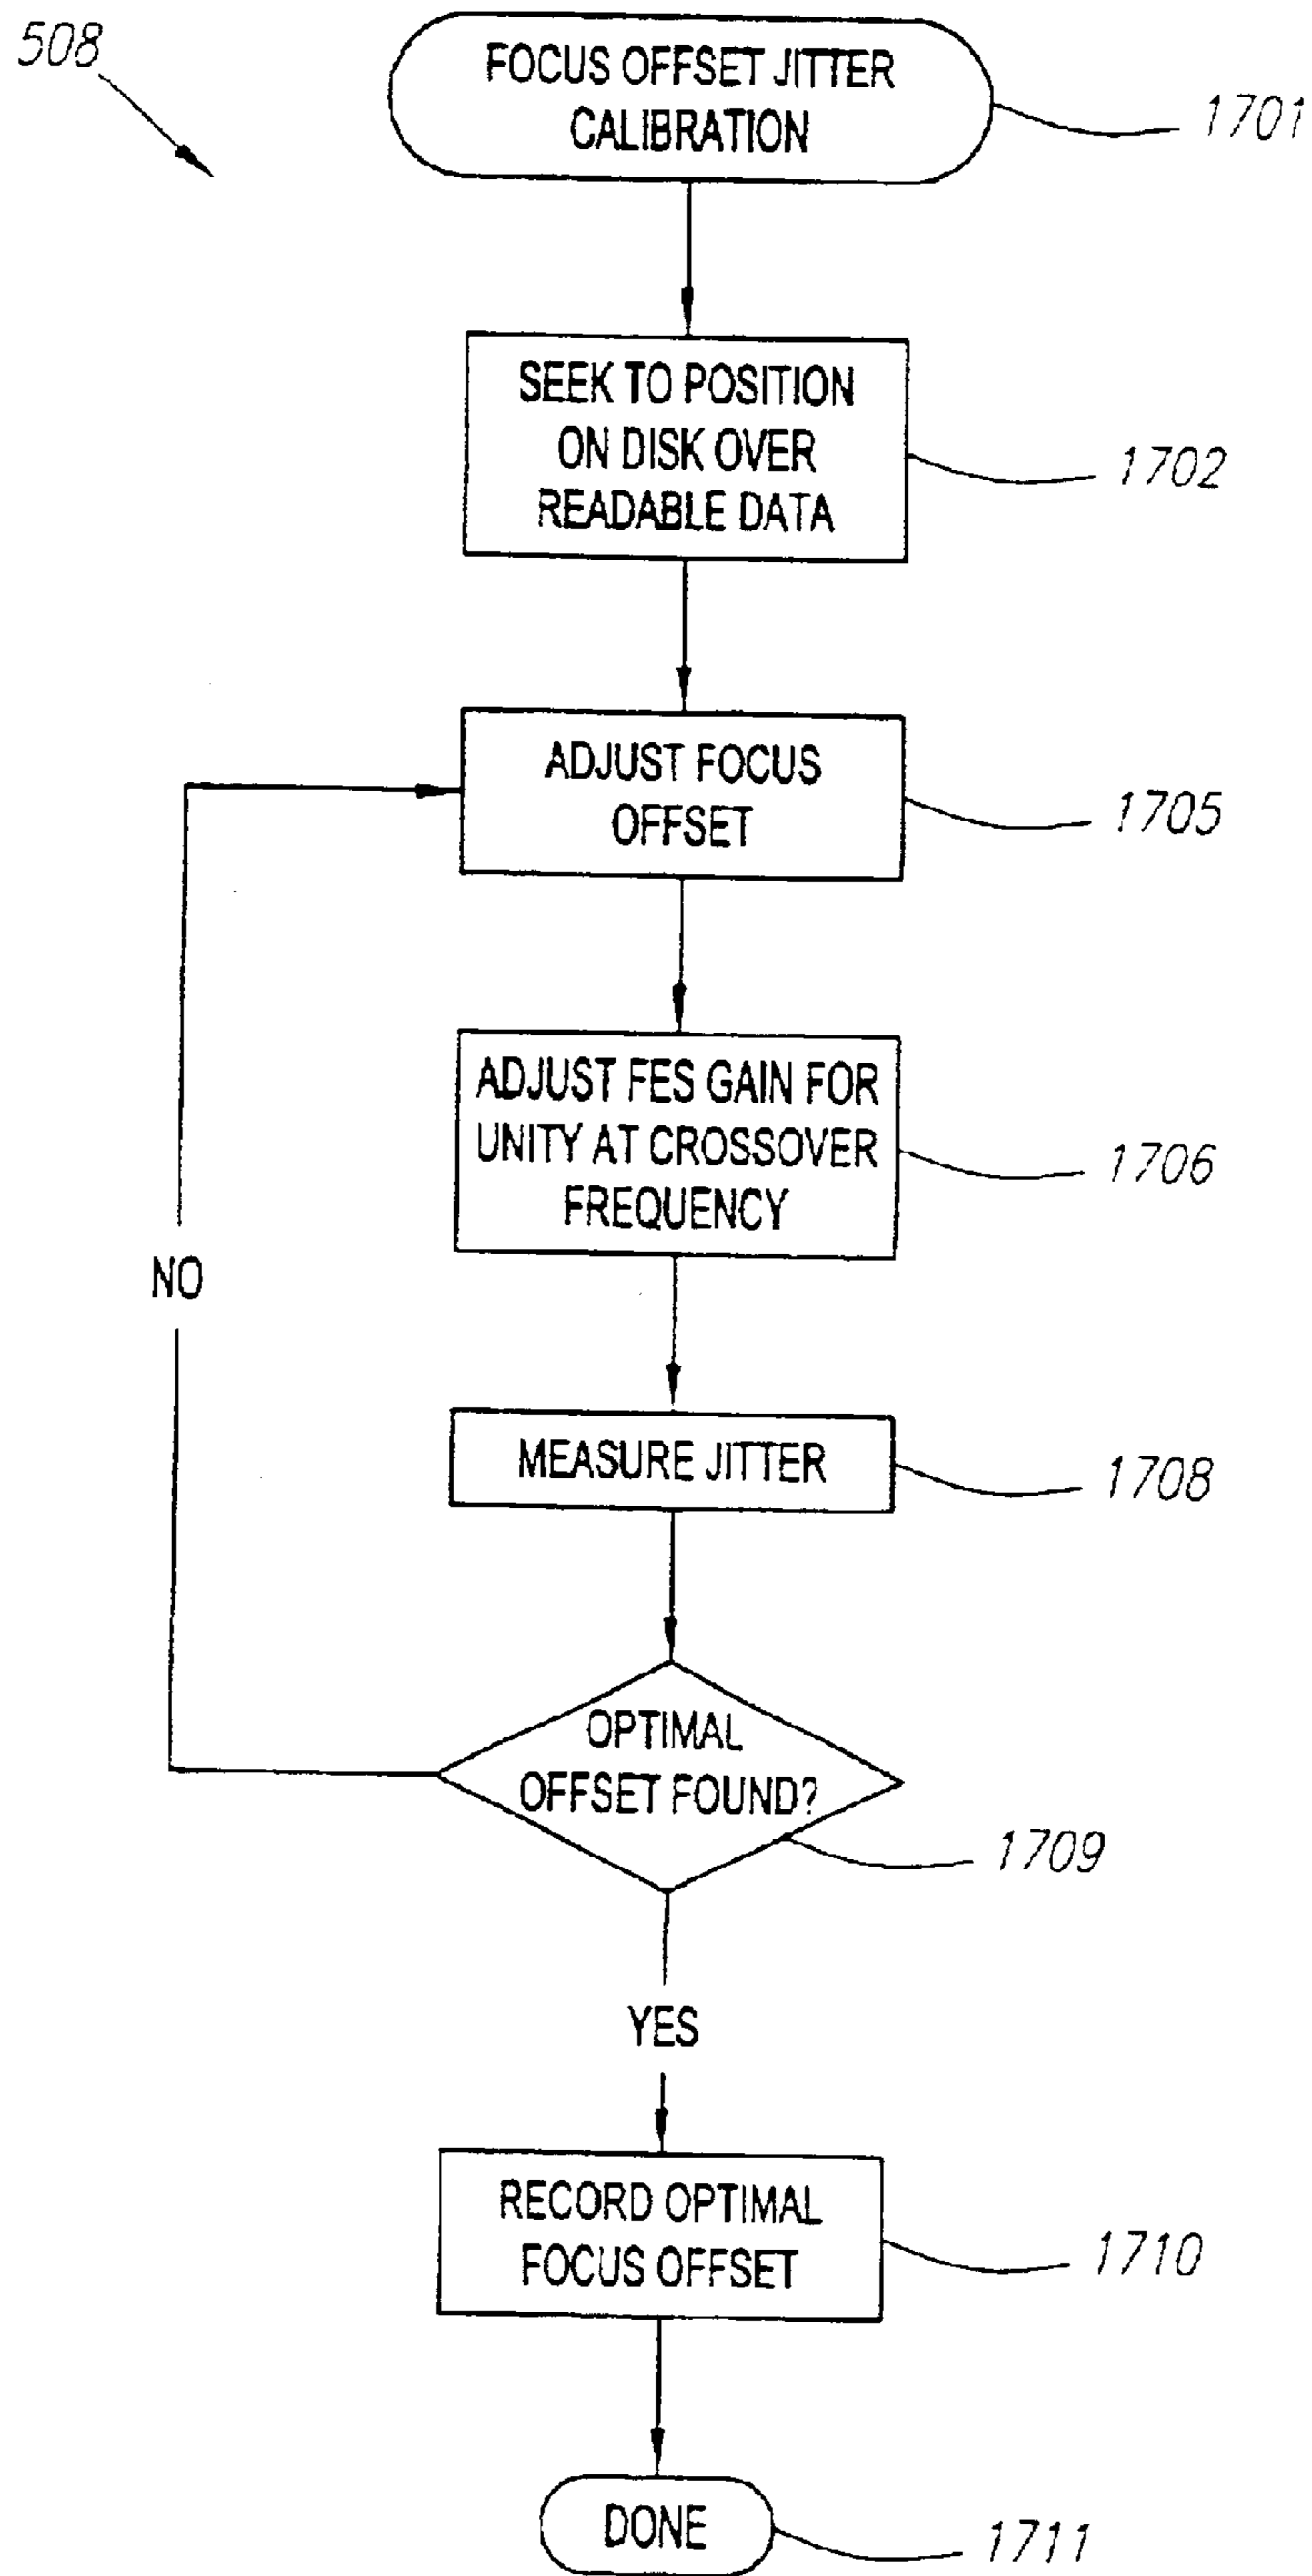 508
FOCUS OFFSET JITTER
CALIBRATION
1701
SEEK TO POSITION
ON DISK OVER
READABLE DATA
1702
ADJUST FOCUS
OFFSET
1705
ADJUST FES GAIN FOR
UNITY AT CROSSOVER
FREQUENCY
1706
NO
MEASURE JITTER
1708
OPTIMAL
OFFSET FOUND?
1709
YES
RECORD OPTIMAL
FOCUS OFFSET
1710
DONE
1711